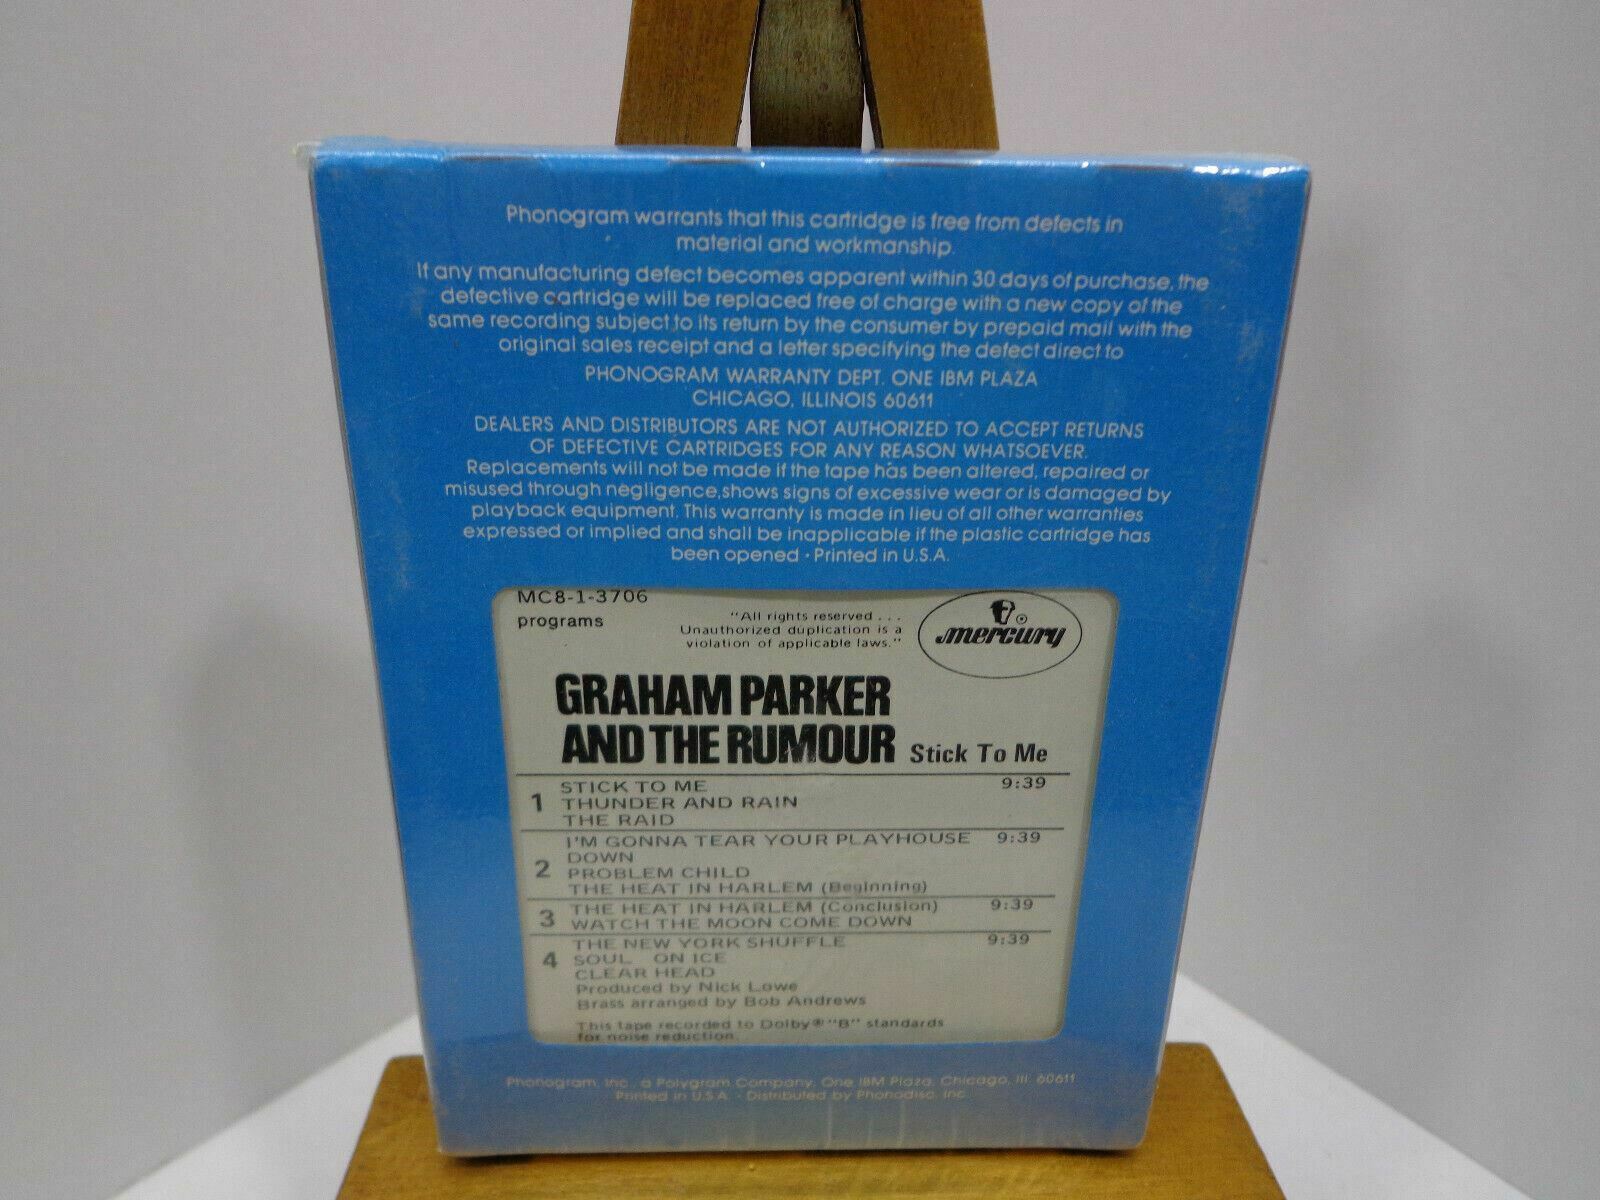 Phonogram warrants that this cartridge is free from defects in
material and workmanship.
If any manufacturing defect becomes apparent within 30 days of purchase, the
defective cartridge will be replaced free of charge with a new copy of the
same recording subject to its return by the consumer by prepaid mail with the
original sales receipt and a letter specifying the defect direct to
PHONOGRAM WARRANTY DEPT. ONE IBM PLAZA
CHICAGO, ILLINOIS 60611
DEALERS AND DISTRIBUTORS ARE NOT AUTHORIZED TO ACCEPT RETURNS
OF DEFECTIVE CARTRIDGES FOR ANY REASON WHATSOEVER.
Replacements will not be made if the tape has been altered, repaired or
misused through negligence, shows signs of excessive wear or is damaged by
playback equipment. This warranty is made in lieu of all other warranties
expressed or implied and shall be inapplicable if the plastic cartridge has
been opened · Printed in U.S.A.
MC8-1-3706
programs
"All rights reserved . . .
Unauthorized duplication is a
violation of applicable laws."
mercury
GRAHAM PARKER
AND THE RUMOUR Stick To Me
1 STICK TO ME 9:39
THUNDER AND RAIN
THE RAID
2 I'M GONNA TEAR YOUR PLAYHOUSE 9:39
DOWN
PROBLEM CHILD
THE HEAT IN HARLEM (Beginning)
3 THE HEAT IN HARLEM (Conclusion) 9:39
WATCH THE MOON COME DOWN
4 THE NEW YORK SHUFFLE 9:39
SOUL ON ICE
CLEAR HEAD
Produced by Nick Lowe
Brass arranged by Bob Andrews
This tape recorded to Dolby® "B" standards
for noise reduction.
Phonogram, Inc., a Polygram Company, One IBM Plaza, Chicago, Ill. 60611
Printed in U.S.A. · Distributed by Phonodisc, Inc.